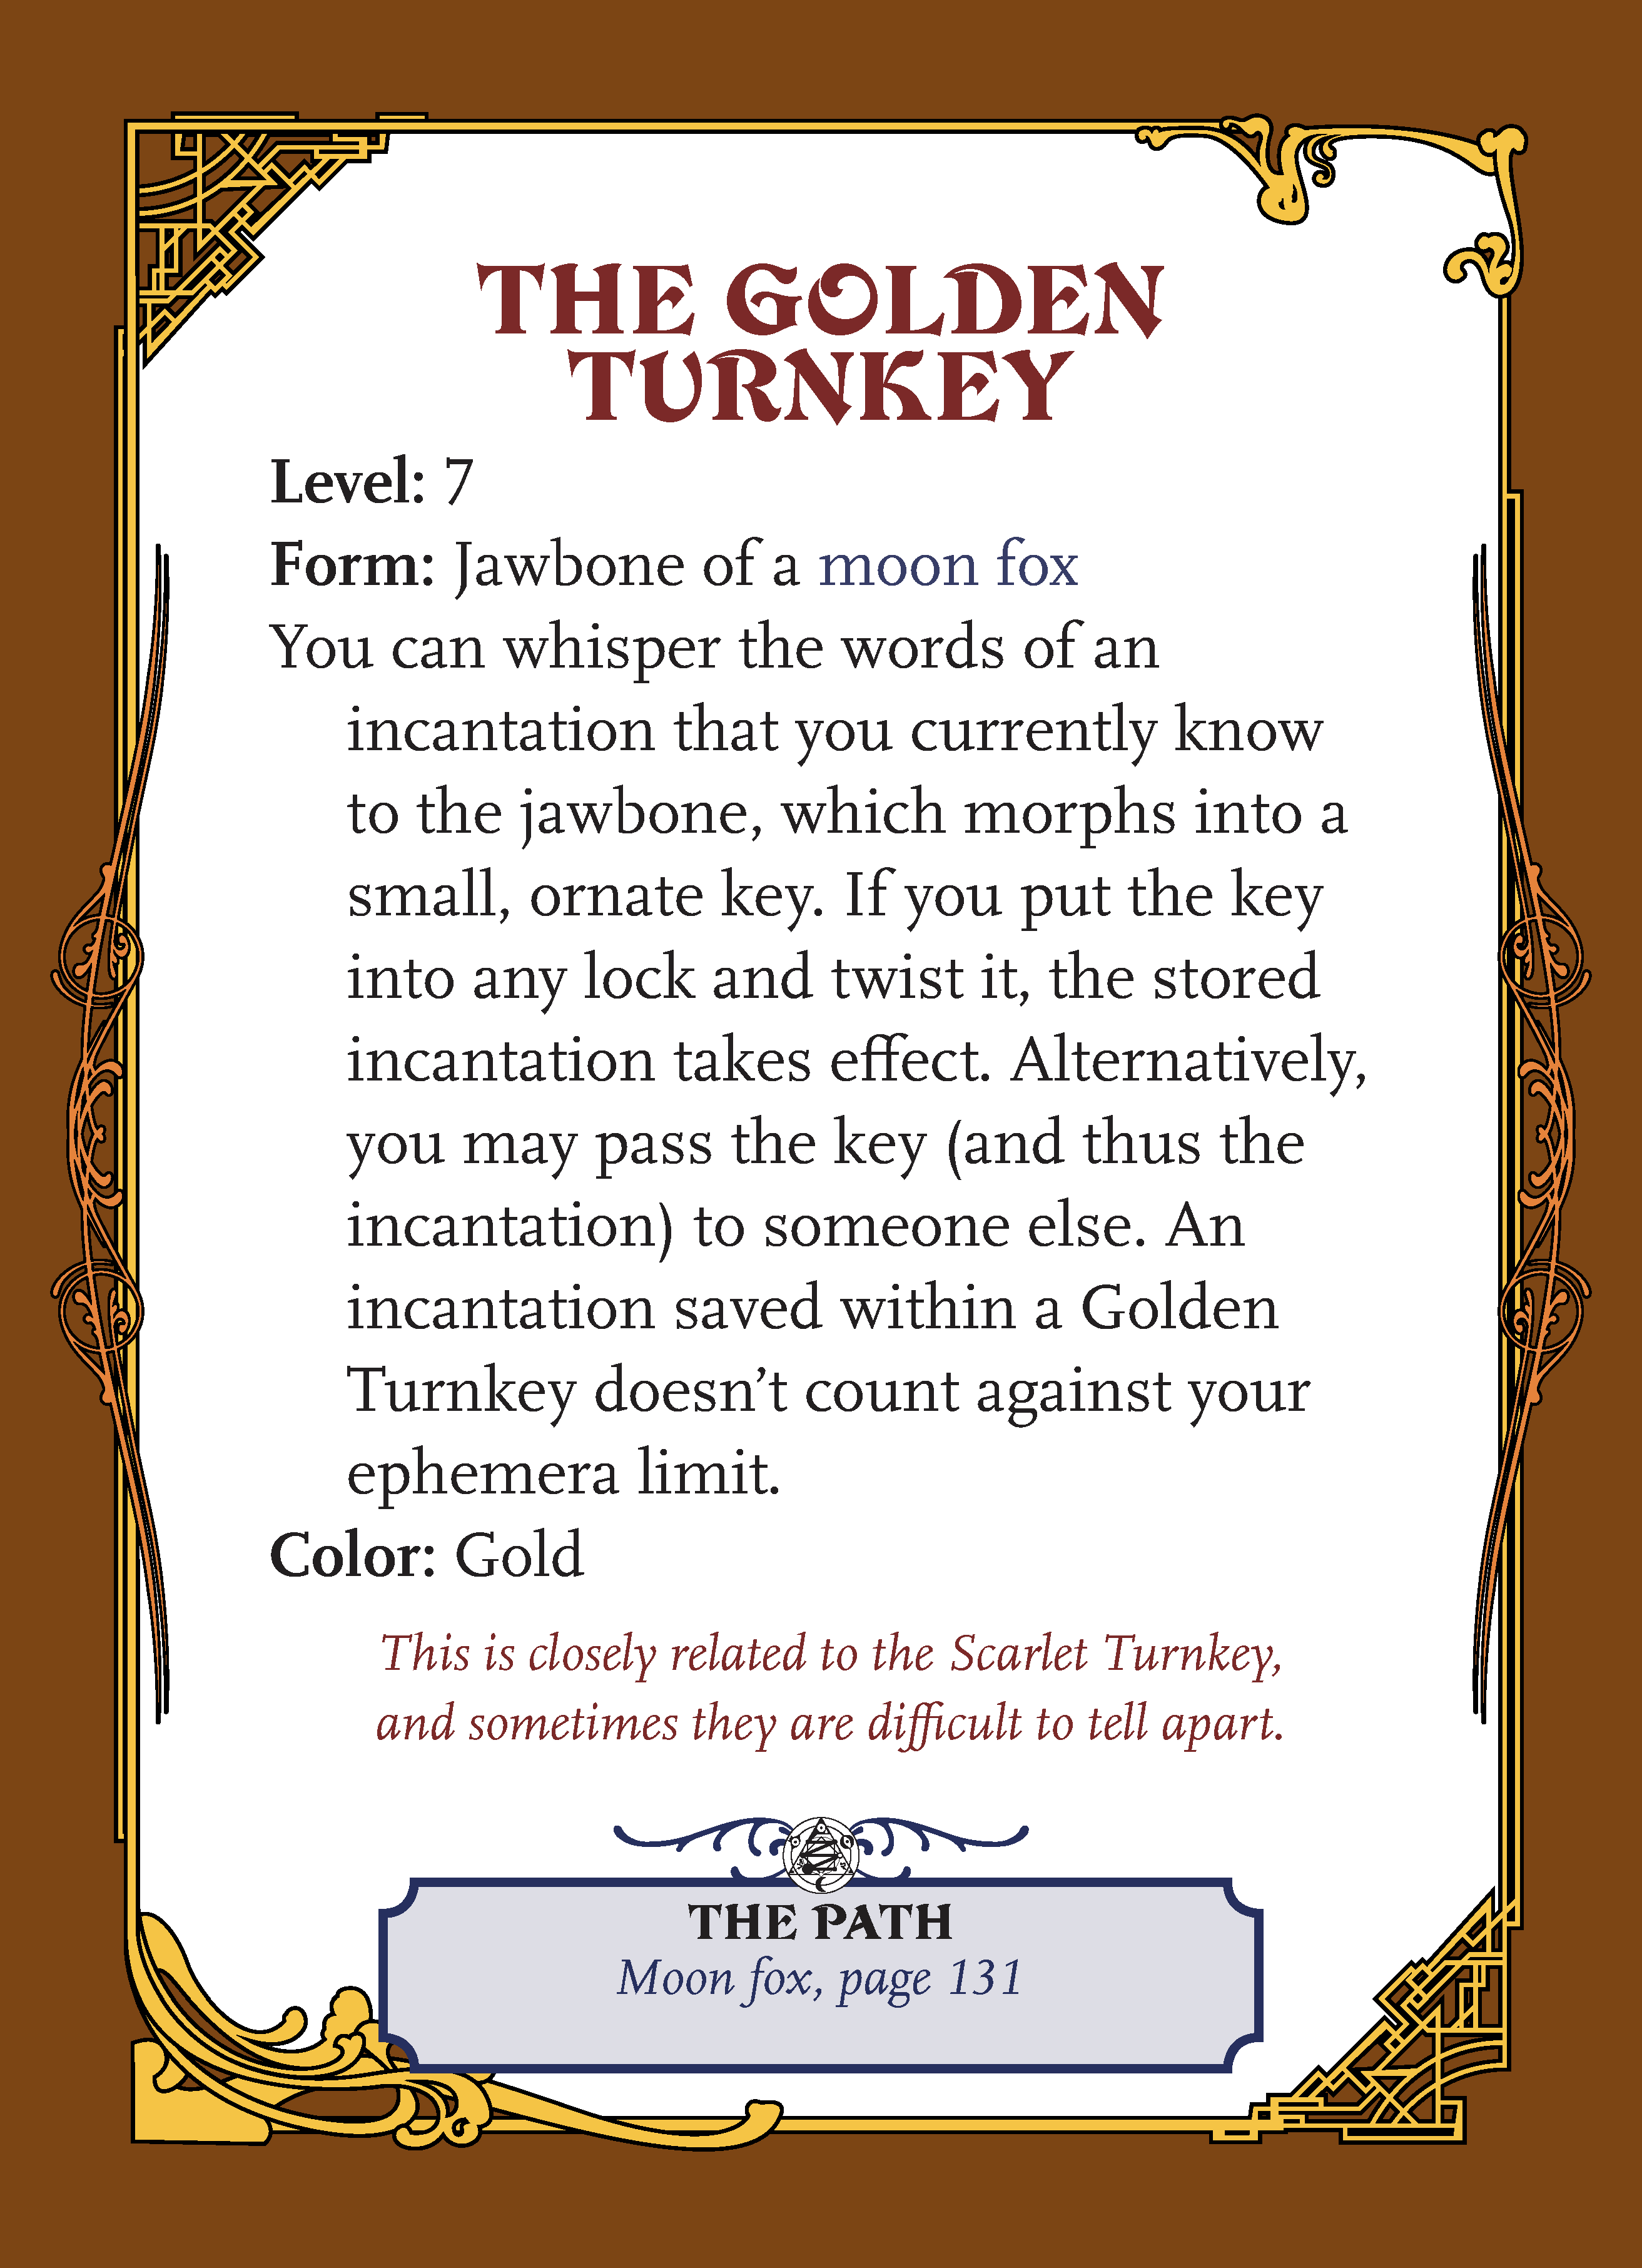 THE GOLDEN
TURNKEY
Level: 7
Form: Jawbone of a moon fox
You can whisper the words of an
incantation that you currently know
to the jawbone, which morphs into a
small, ornate key. If you put the key
into any lock and twist it, the stored
incantation takes effect. Alternatively,
you may pass the key (and thus the
incantation) to someone else. An
incantation saved within a Golden
Turnkey doesn’t count against your
ephemera limit.
Color: Gold
This is closely related to the Scarlet Turnkey,
and sometimes they are difficult to tell apart.
THE PATH
Moon fox, page 131